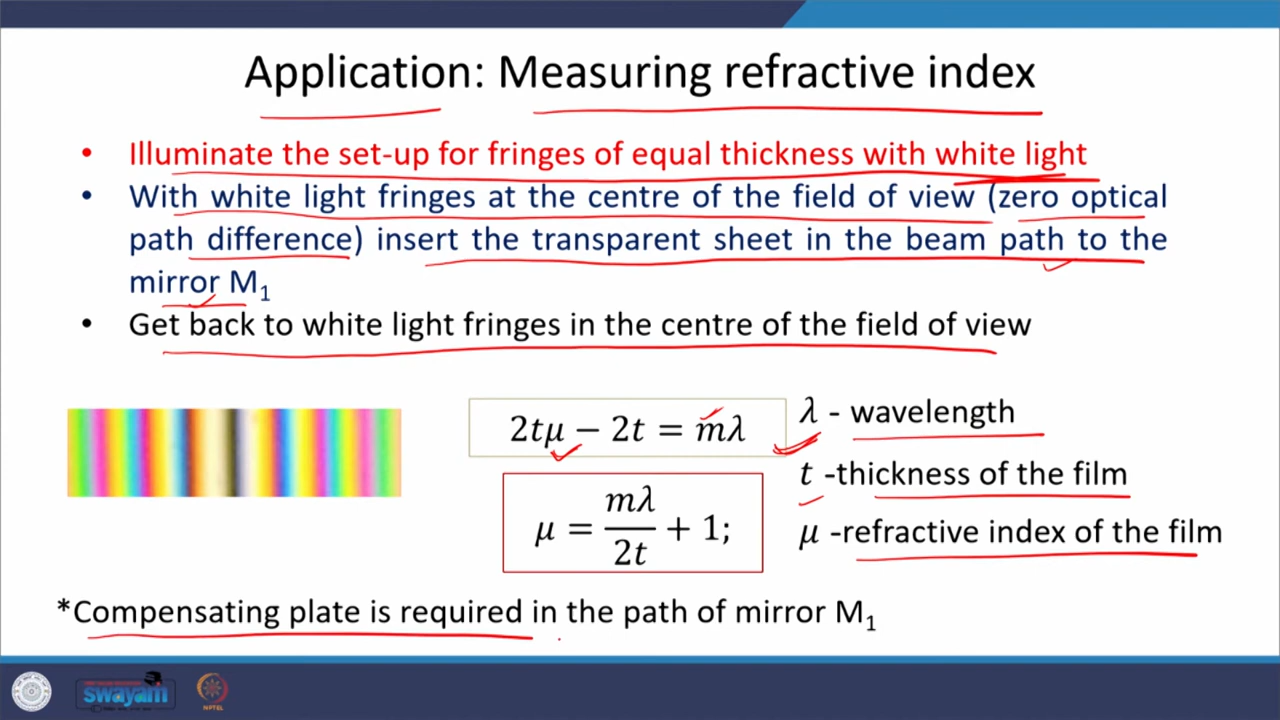 Application: Measuring refractive index
• Illuminate the set-up for fringes of equal thickness with white light
• With white light fringes at the centre of the field of view (zero optical
path difference) insert the transparent sheet in the beam path to the
mirror M₁
• Get back to white light fringes in the centre of the field of view
2tμ − 2t = mλ
λ - wavelength
t -thickness of the film
μ = mλ/2t + 1;
μ -refractive index of the film
*Compensating plate is required in the path of mirror M₁
swayam
NPTEL